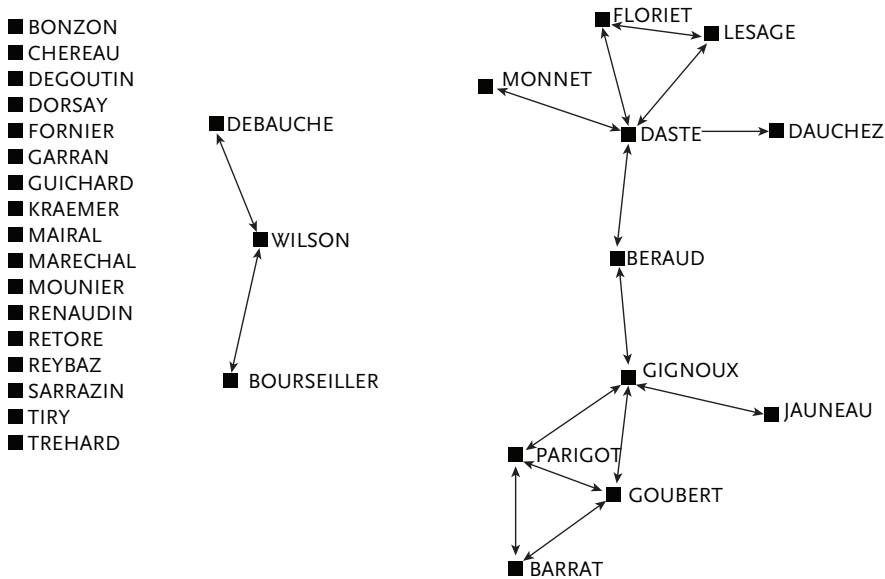 BONZON
CHEREAU
DEGOUTIN
DORSAY
FORNIER
GARRAN
GUICHARD
KRAEMER
MAIRAL
MARECHAL
MOUNIER
RENAUDIN
RETORE
REYBAZ
SARRAZIN
TIRY
TREHARD
DEBAUCHE
WILSON
BOURSEILLER
FLORIET
LESAGE
MONNET
DASTE
DAUCHEZ
BERAUD
GIGNOUX
JAUNEAU
PARIGOT
GOUBERT
BARRAT